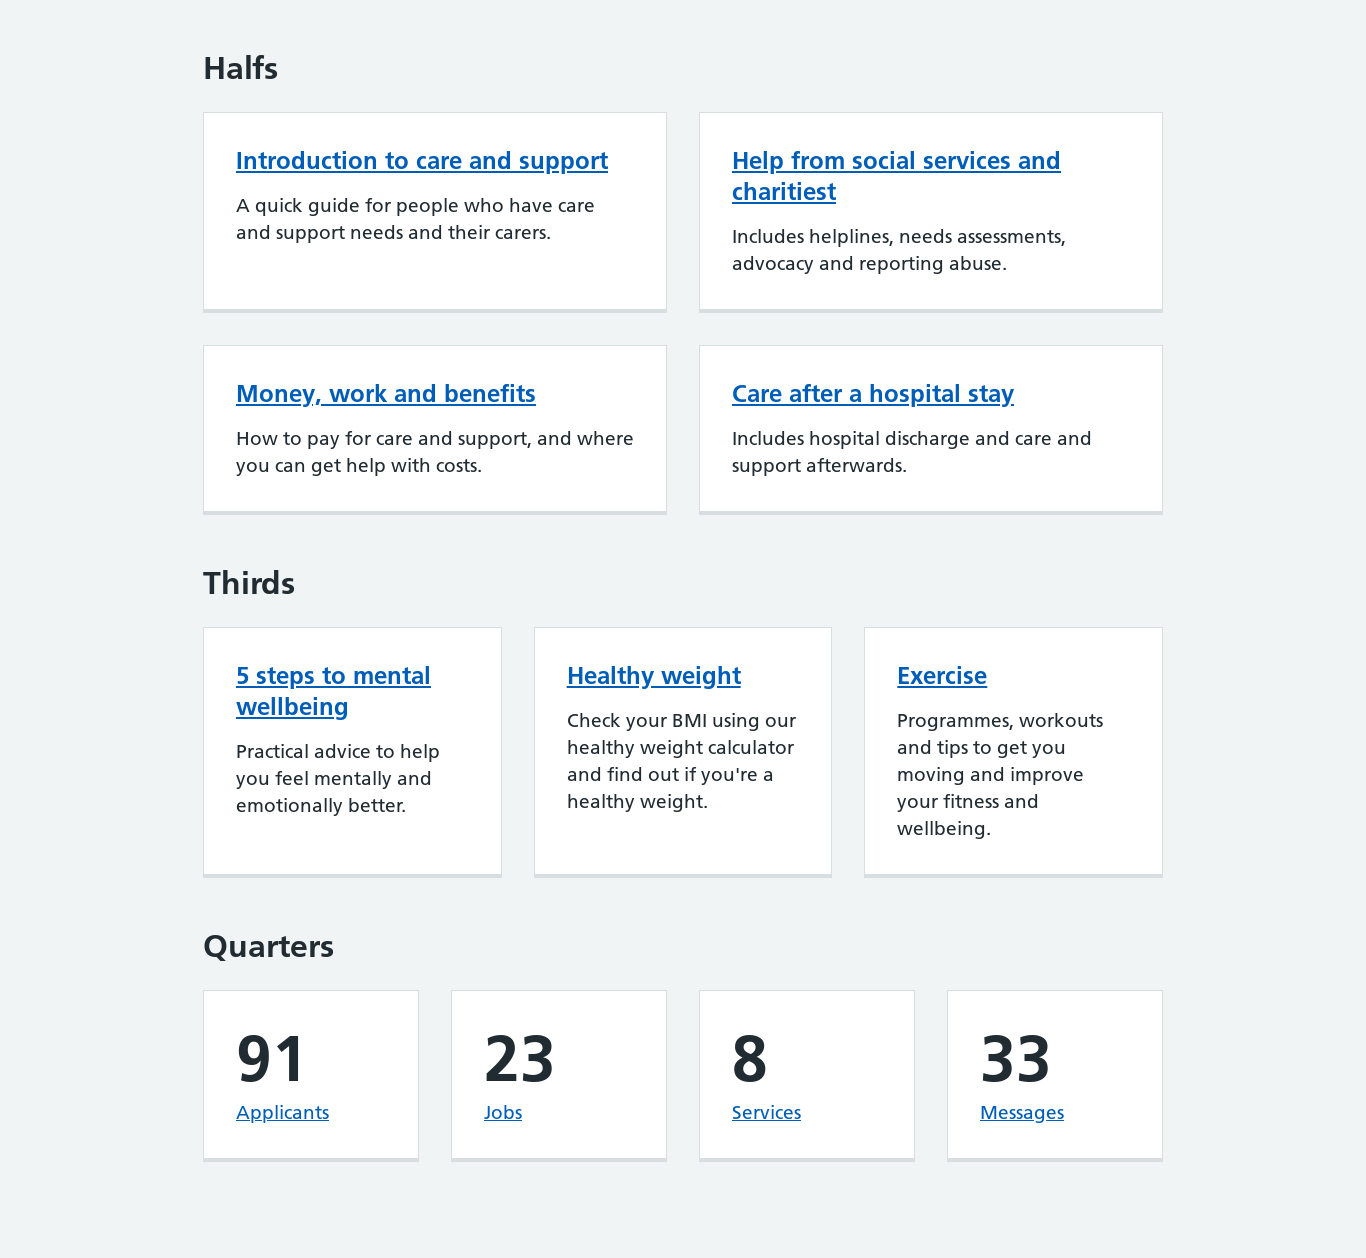 Halfs
Introduction to care and support
A quick guide for people who have care
and support needs and their carers.
Help from social services and
charitiest
Includes helplines, needs assessments,
advocacy and reporting abuse.
Money, work and benefits
How to pay for care and support, and where
you can get help with costs.
Care after a hospital stay
Includes hospital discharge and care and
support afterwards.
Thirds
5 steps to mental
wellbeing
Practical advice to help
you feel mentally and
emotionally better.
Healthy weight
Check your BMI using our
healthy weight calculator
and find out if you're a
healthy weight.
Exercise
Programmes, workouts
and tips to get you
moving and improve
your fitness and
wellbeing.
Quarters
91
Applicants
23
Jobs
8
Services
33
Messages